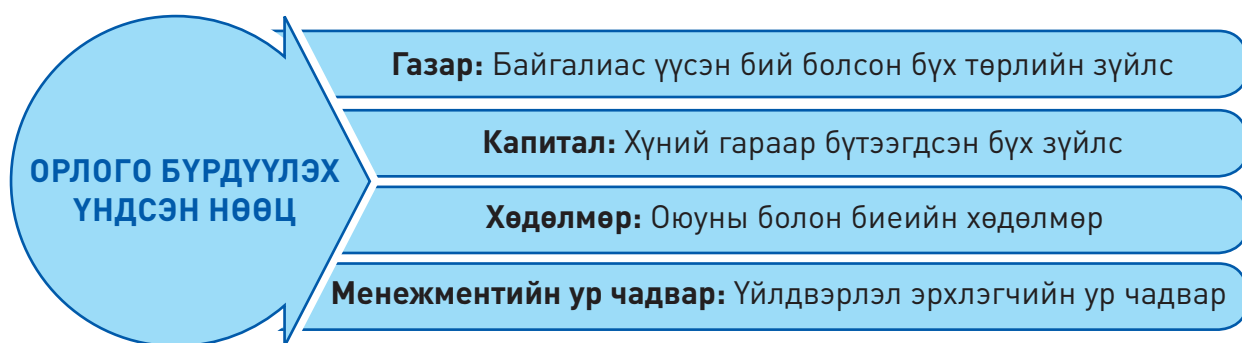 ОРЛОГО БҮРДҮҮЛЭХ
ҮНДСЭН НӨӨЦ
Газар: Байгалиас үүсэн бий болсон бүх төрлийн зүйлс
Капитал: Хүний гараар бүтээгдсэн бүх зүйлс
Хөдөлмөр: Оюуны болон биеийн хөдөлмөр
Менежментийн ур чадвар: Үйлдвэрлэл эрхлэгчийн ур чадвар